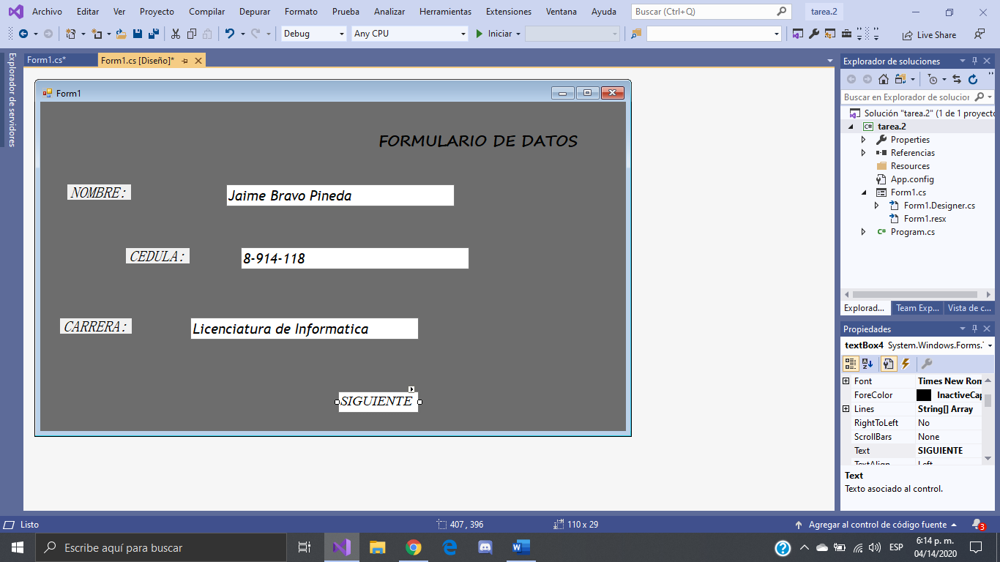 Archivo Editar Ver Proyecto Compilar Depurar Formato Prueba Analizar Herramientas Extensiones Ventana Ayuda Buscar (Ctrl+Q) tarea.2
Debug Any CPU Iniciar Live Share
Explorador de servidores
Form1.cs* Form1.cs [Diseño]*
Form1
FORMULARIO DE DATOS
NOMBRE: Jaime Bravo Pineda
CEDULA: 8-914-118
CARRERA: Licenciatura de Informatica
SIGUIENTE
Explorador de soluciones
Buscar en Explorador de solucior
Solución "tarea.2" (1 de 1 proyecto
C# tarea.2
Properties
Referencias
Resources
App.config
Form1.cs
Form1.Designer.cs
Form1.resx
C# Program.cs
Explorad... Team Exp... Vista de c...
Propiedades
textBox4 System.Windows.Forms.
Font Times New Rom
ForeColor InactiveCap
Lines String[] Array
RightToLeft No
ScrollBars None
Text SIGUIENTE
TextAlign Left
Text
Texto asociado al control.
Listo 407 , 396 110 x 29 Agregar al control de código fuente 3
Escribe aquí para buscar ESP 6:14 p. m.
04/14/2020